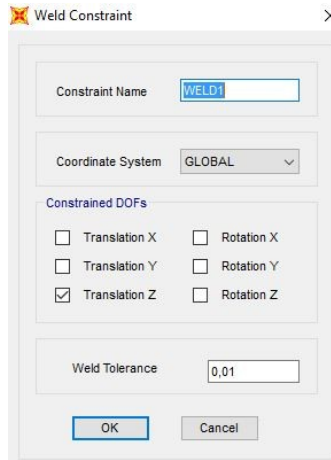 Weld Constraint
Constraint Name WELD1
Coordinate System GLOBAL
Constrained DOFs
Translation X Rotation X
Translation Y Rotation Y
Translation Z Rotation Z
Weld Tolerance 0,01
OK Cancel